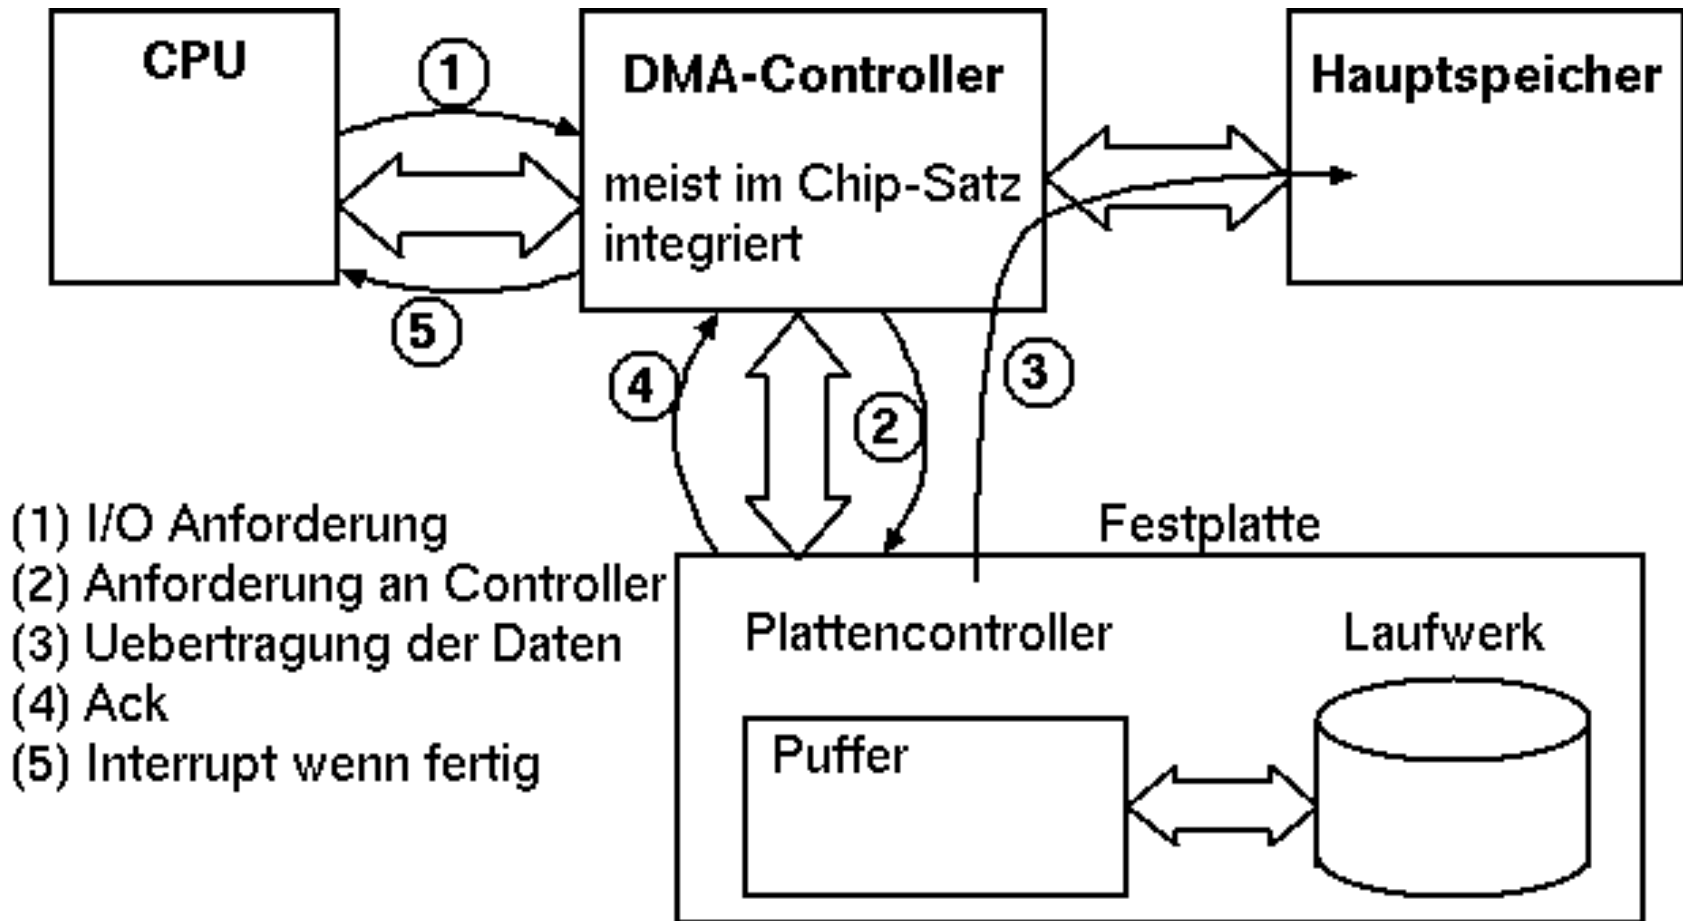 CPU
1
DMA-Controller
Hauptspeicher
meist im Chip-Satz
integriert
5
4
3
2
(1) I/O Anforderung
(2) Anforderung an Controller
(3) Uebertragung der Daten
(4) Ack
(5) Interrupt wenn fertig
Festplatte
Plattencontroller
Laufwerk
Puffer